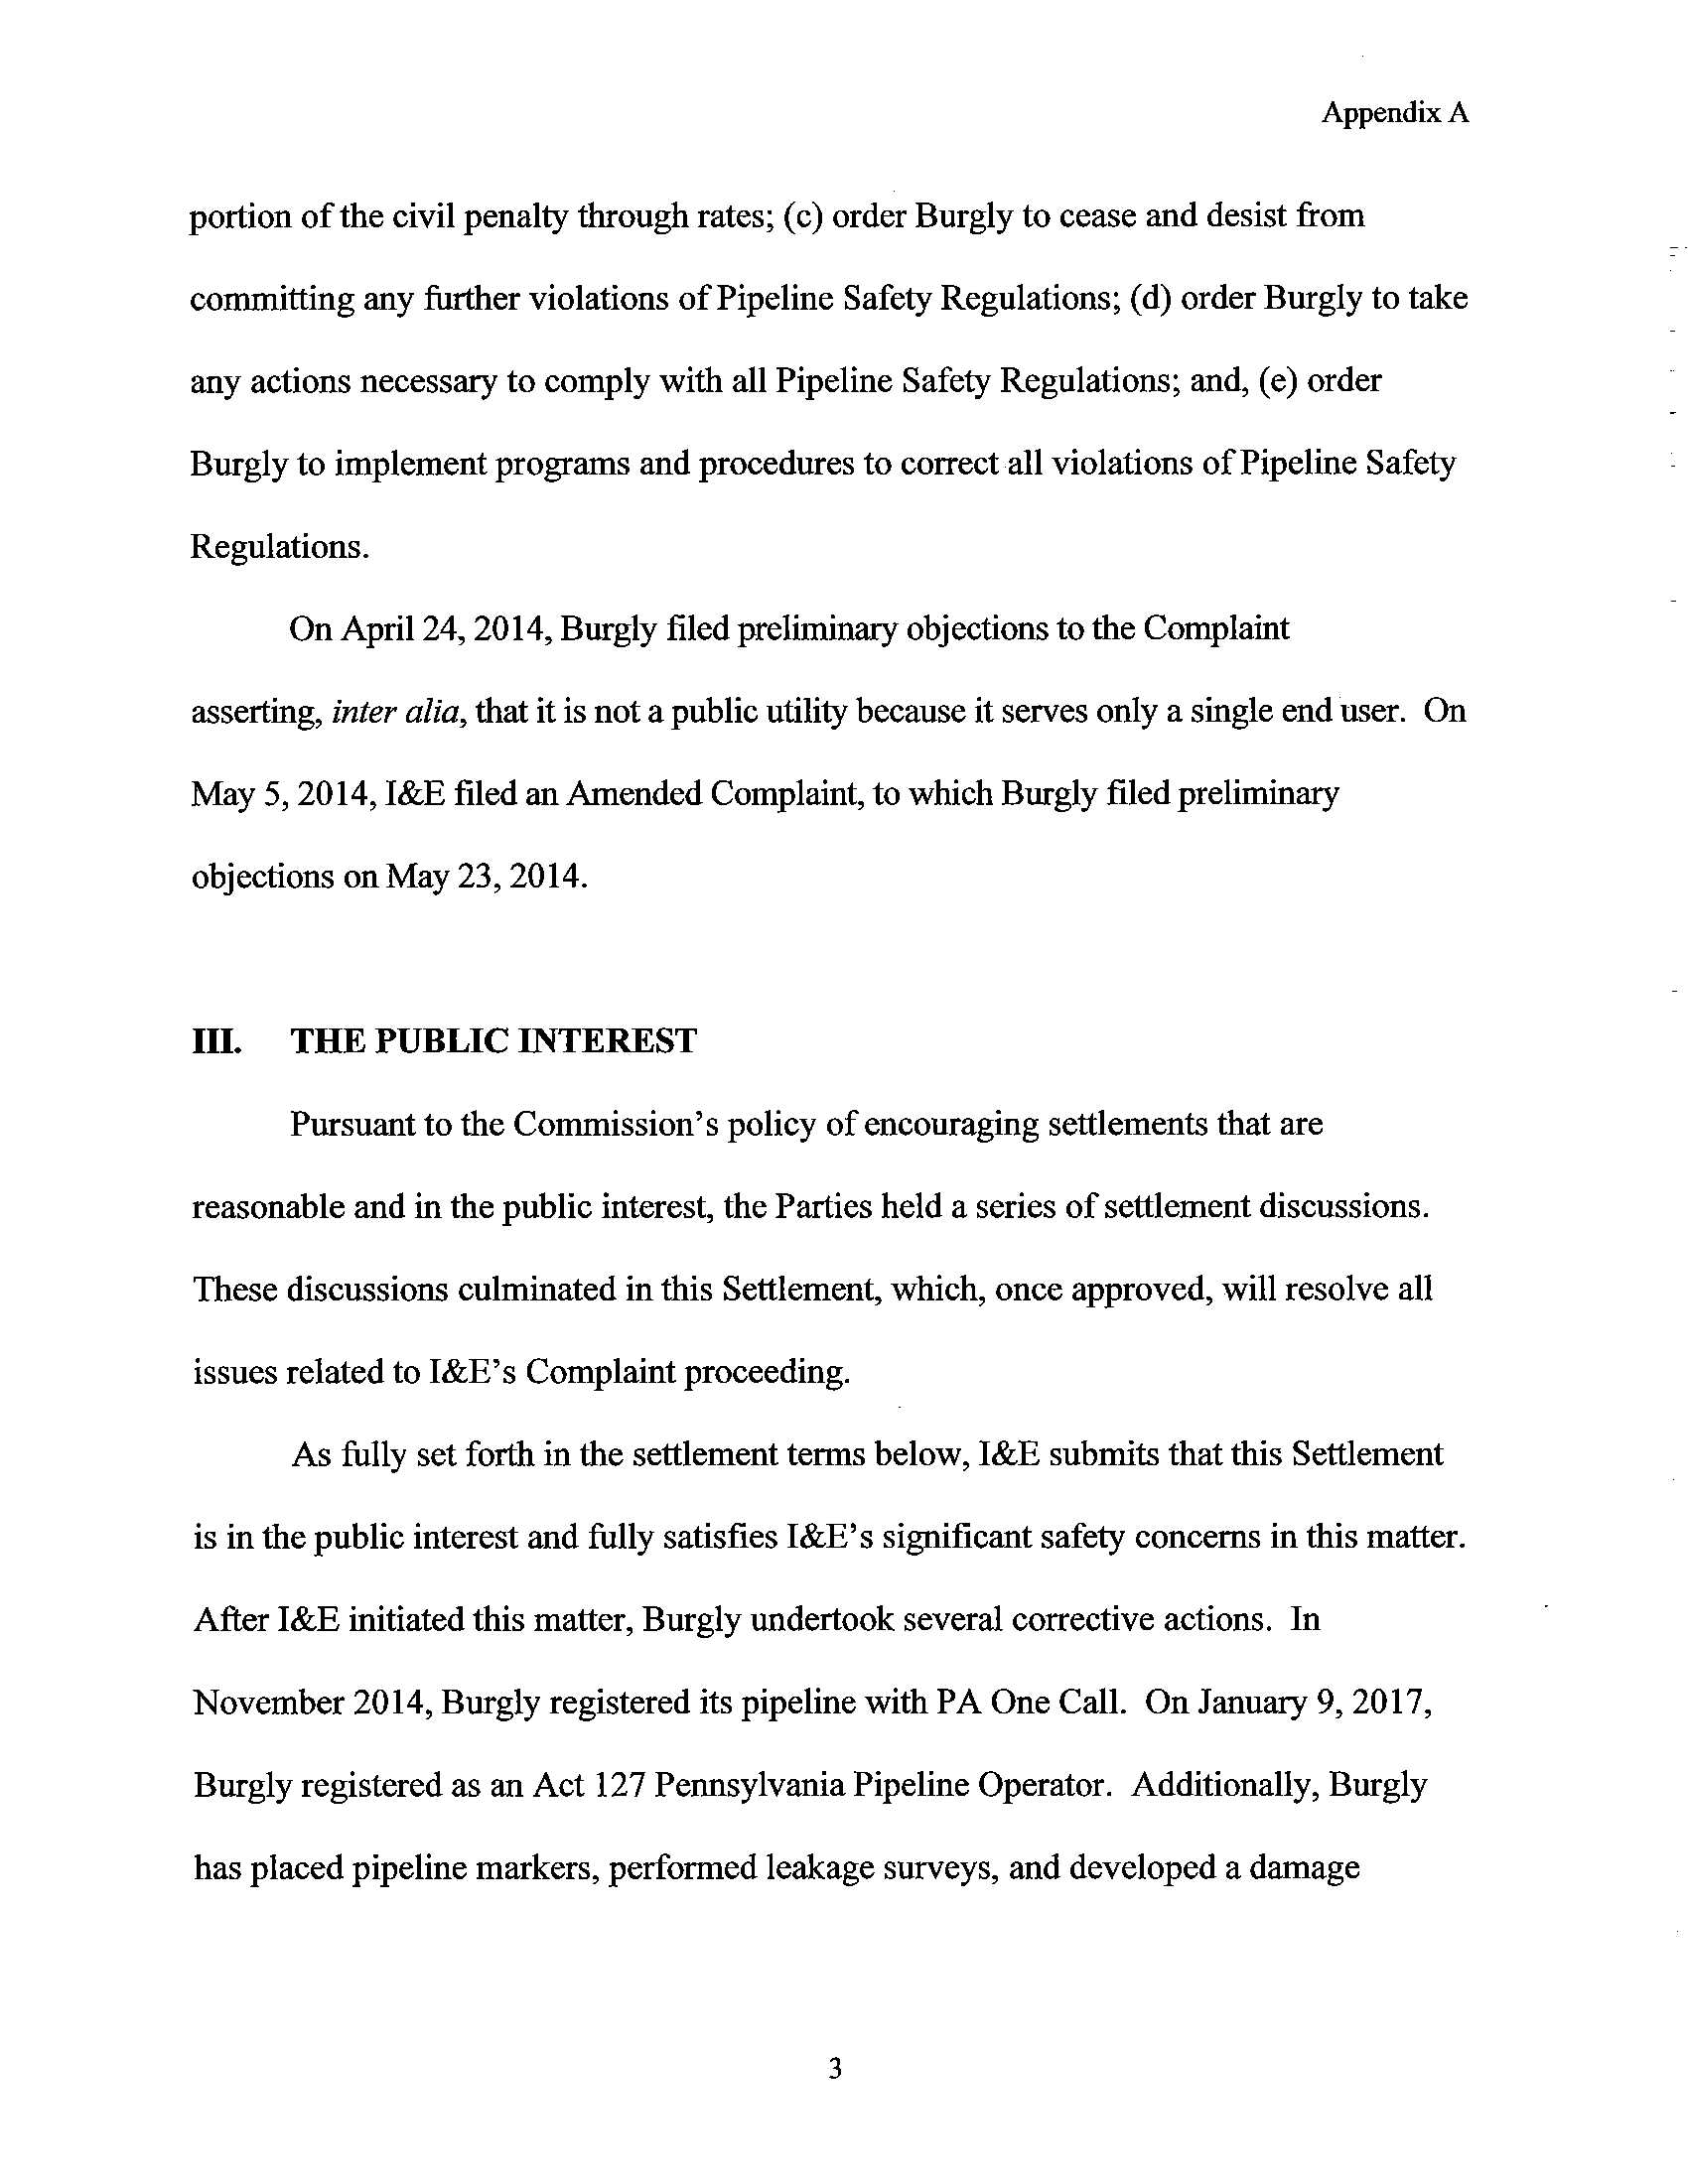 Appendix A
portion of the civil penalty through rates; (c) order Burgly to cease and desist from
committing any further violations of Pipeline Safety Regulations; (d) order Burgly to take
any actions necessary to comply with all Pipeline Safety Regulations; and, (e) order
Burgly to implement programs and procedures to correct all violations of Pipeline Safety
Regulations.
On April 24, 2014, Burgly filed preliminary objections to the Complaint
asserting, inter alia, that it is not a public utility because it serves only a single end user. On
May 5, 2014, I&E filed an Amended Complaint, to which Burgly filed preliminary
objections on May 23, 2014.
III. THE PUBLIC INTEREST
Pursuant to the Commission's policy of encouraging settlements that are
reasonable and in the public interest, the Parties held a series of settlement discussions.
These discussions culminated in this Settlement, which, once approved, will resolve all
issues related to I&E's Complaint proceeding.
As fully set forth in the settlement terms below, I&E submits that this Settlement
is in the public interest and fully satisfies I&E's significant safety concerns in this matter.
After I&E initiated this matter, Burgly undertook several corrective actions. In
November 2014, Burgly registered its pipeline with PA One Call. On January 9, 2017,
Burgly registered as an Act 127 Pennsylvania Pipeline Operator. Additionally, Burgly
has placed pipeline markers, performed leakage surveys, and developed a damage
3